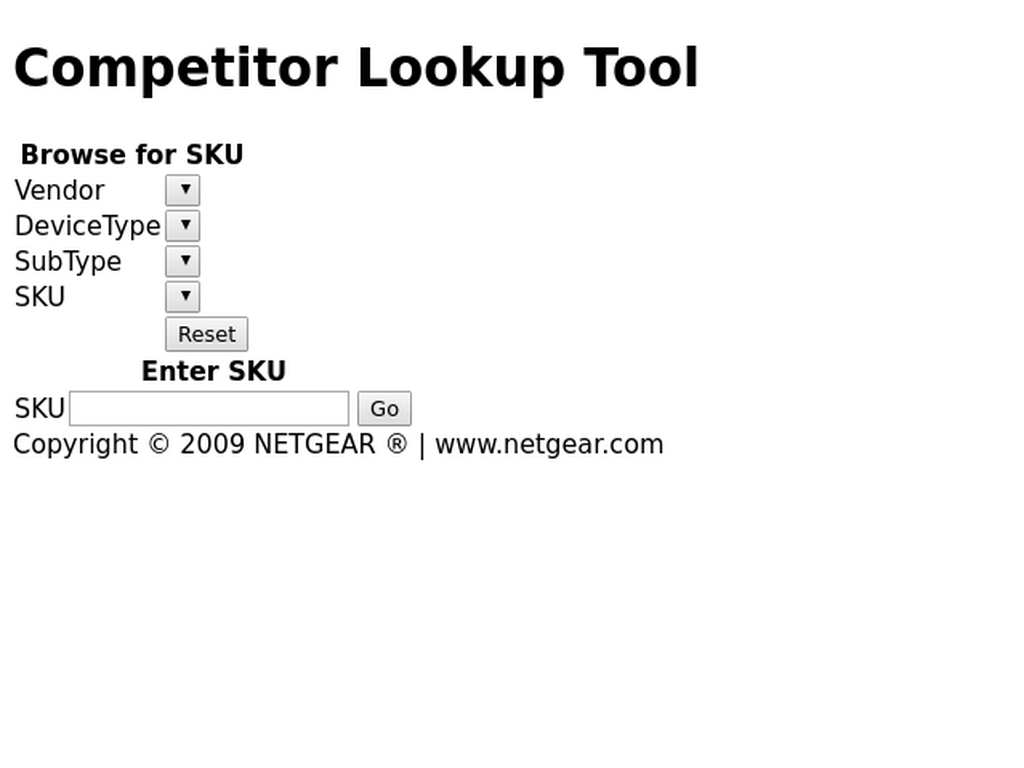 Competitor Lookup Tool
Browse for SKU
Vendor
DeviceType
SubType
SKU
Reset
Enter SKU
SKU Go
Copyright © 2009 NETGEAR ® | www.netgear.com